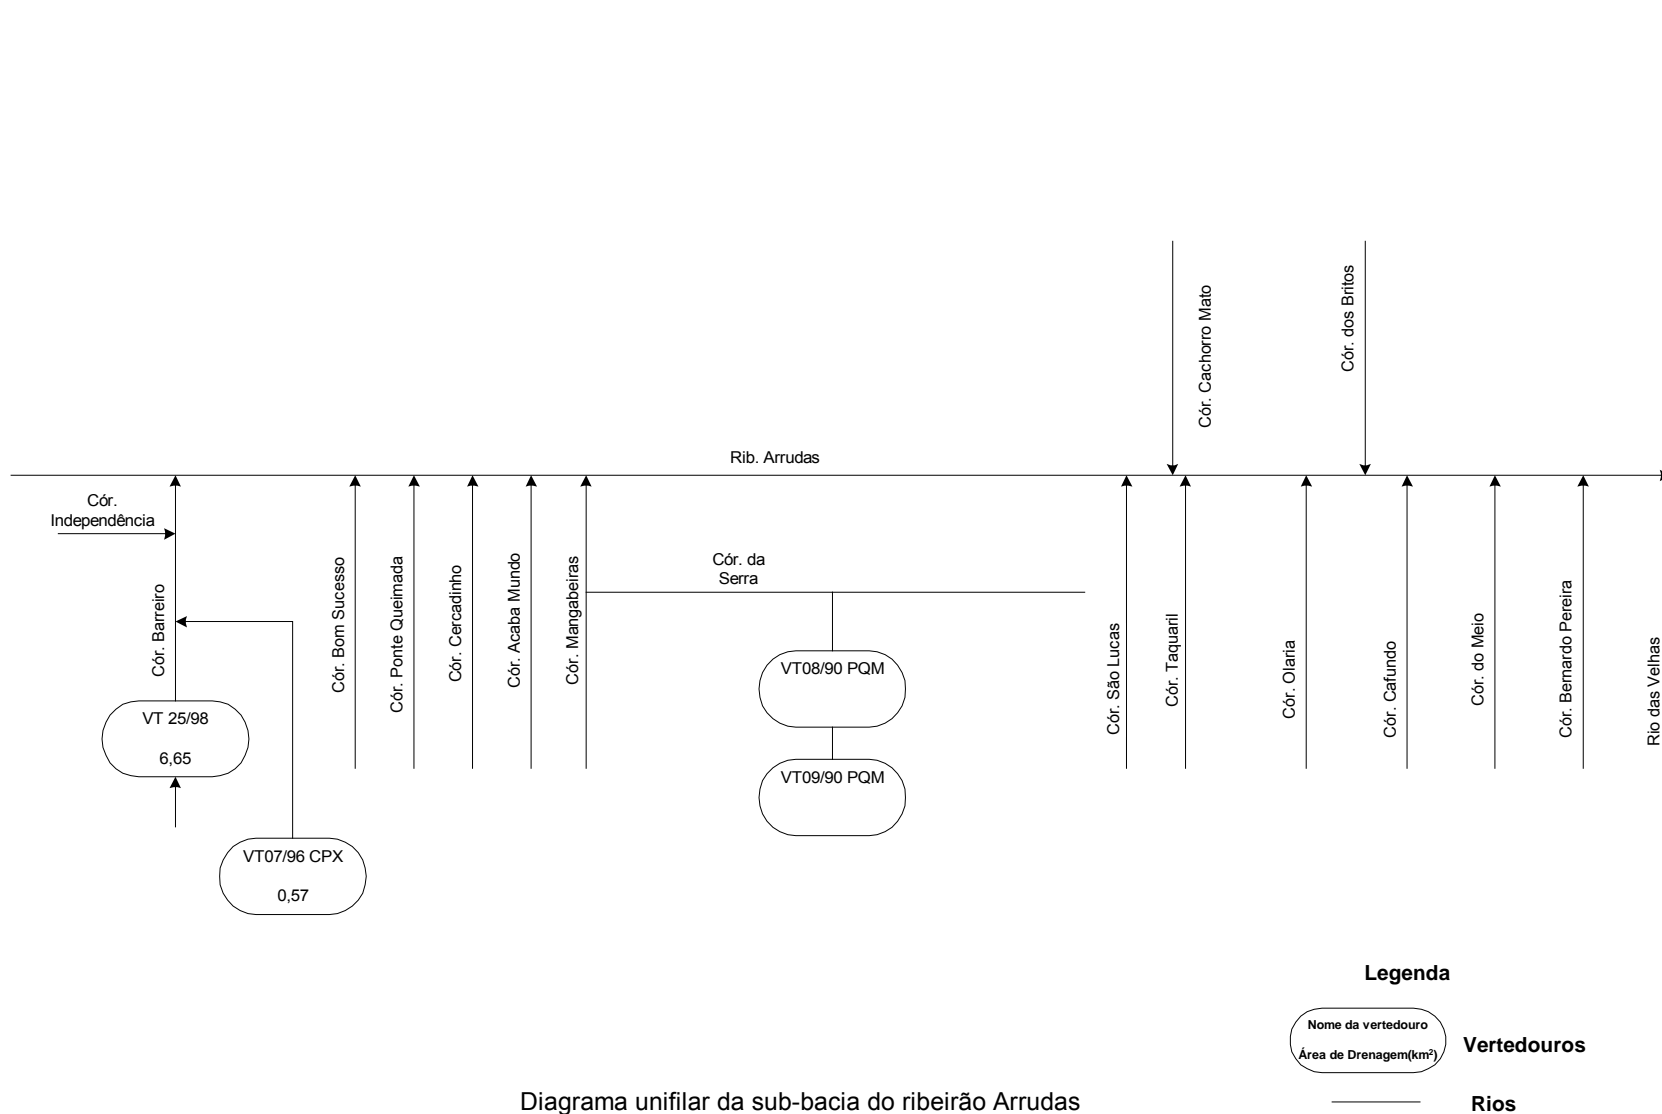 Cór. Cachorro Mato
Cór. dos Britos
Rib. Arrudas
Cór.
Independência
Cór. Barreiro
Cór. Bom Sucesso
Cór. Ponte Queimada
Cór. Cercadinho
Cór. Acaba Mundo
Cór. Mangabeiras
Cór. da
Serra
Cór. São Lucas
Cór. Taquaril
Cór. Olaria
Cór. Cafundo
Cór. do Meio
Cór. Bernardo Pereira
Rio das Velhas
VT 25/98
6,65
VT07/96 CPX
0,57
VT08/90 PQM
VT09/90 PQM
Legenda
Nome da vertedouro
Área de Drenagem(km²)
Vertedouros
Rios
Diagrama unifilar da sub-bacia do ribeirão Arrudas